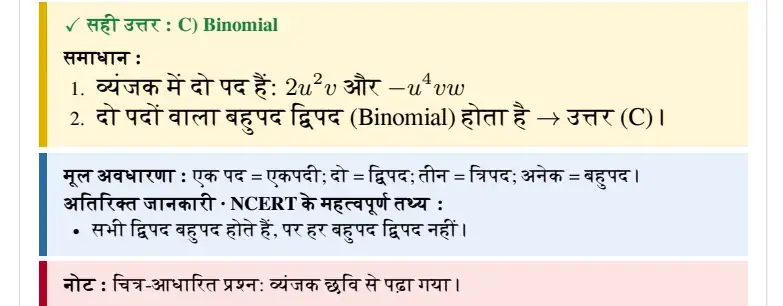 ✓ सही उत्तर : C) Binomial
समाधान :
1. व्यंजक में दो पद हैं: 2u²v और −u⁴vw
2. दो पदों वाला बहुपद द्विपद (Binomial) होता है → उत्तर (C)।
मूल अवधारणा : एक पद = एकपदी; दो = द्विपद; तीन = त्रिपद; अनेक = बहुपद।
अतिरिक्त जानकारी · NCERT के महत्वपूर्ण तथ्य :
• सभी द्विपद बहुपद होते हैं, पर हर बहुपद द्विपद नहीं।
नोट : चित्र-आधारित प्रश्न: व्यंजक छवि से पढ़ा गया।